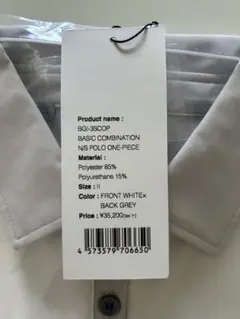 Product name :
BGI-35COP
BASIC COMBINATION
N/S POLO ONE-PIECE
Material :
Polyester 85%
Polyurethane 15%
Size : II
Color : FRONT WHITE×
BACK GREY
Price : ¥35,200
4 573579 706650